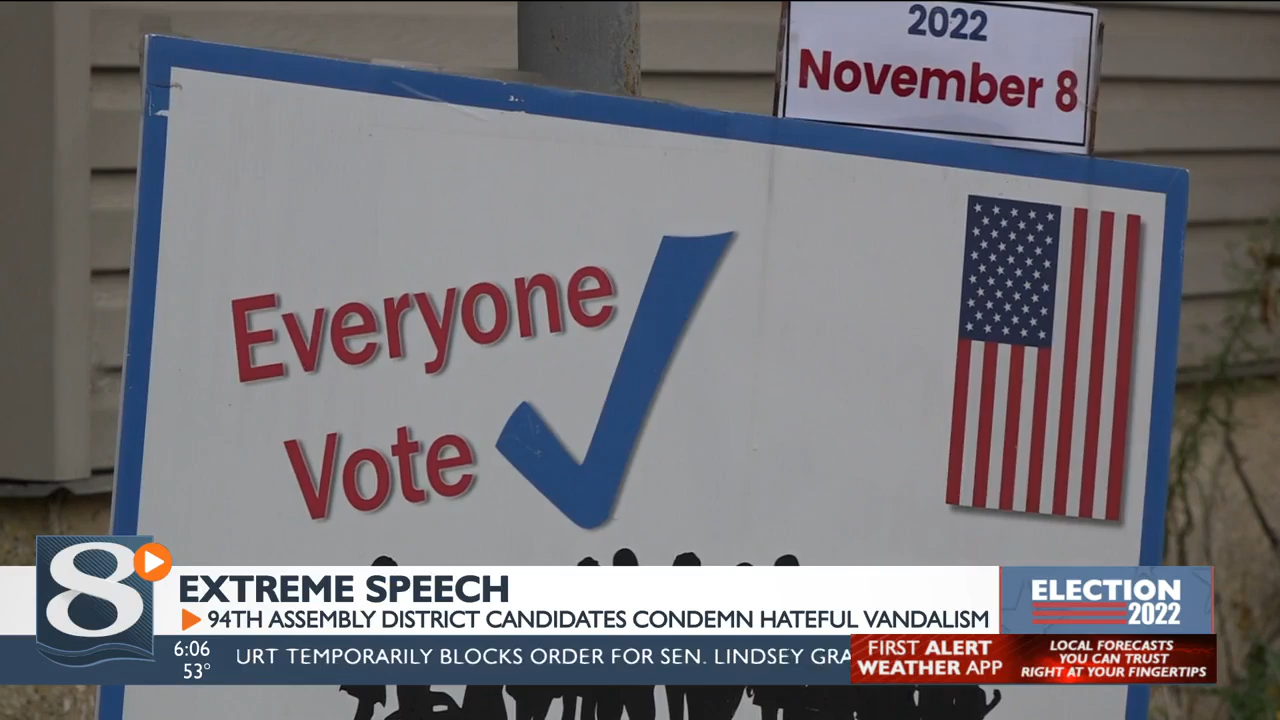 2022
November 8
Everyone
Vote
8
EXTREME SPEECH
94TH ASSEMBLY DISTRICT CANDIDATES CONDEMN HATEFUL VANDALISM
ELECTION
2022
6:06
53°
URT TEMPORARILY BLOCKS ORDER FOR SEN. LINDSEY GRA
FIRST ALERT
WEATHER APP
LOCAL FORECASTS
YOU CAN TRUST
RIGHT AT YOUR FINGERTIPS